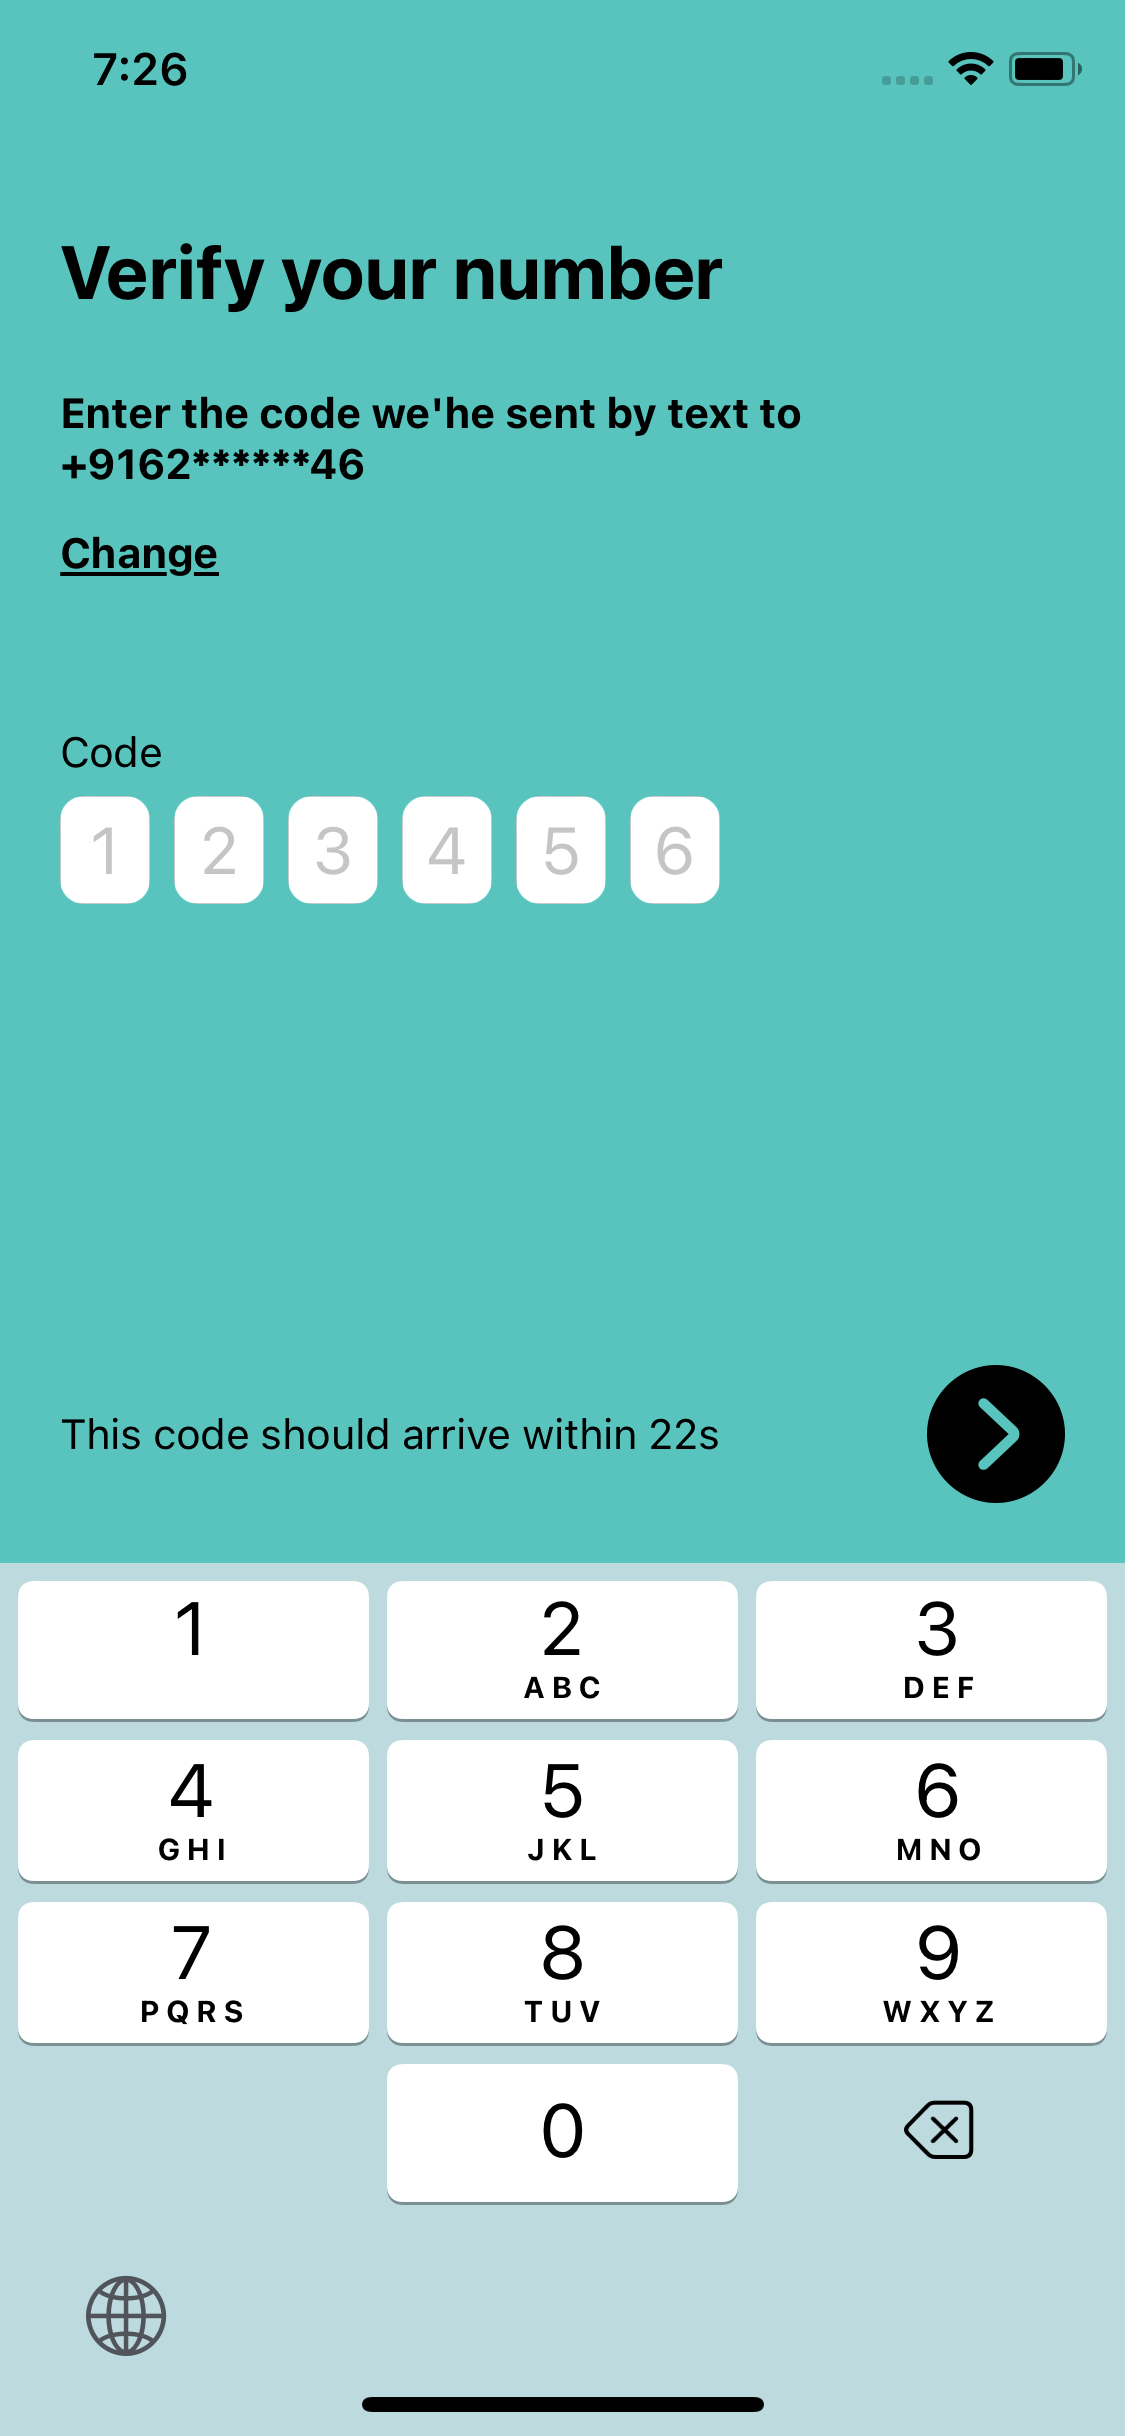 7:26
Verify your number
Enter the code we'he sent by text to
+9162******46
Change
Code
1 2 3 4 5 6
This code should arrive within 22s
1 2 3
ABC DEF
4 5 6
GHI JKL MNO
7 8 9
PQRS TUV WXYZ
0